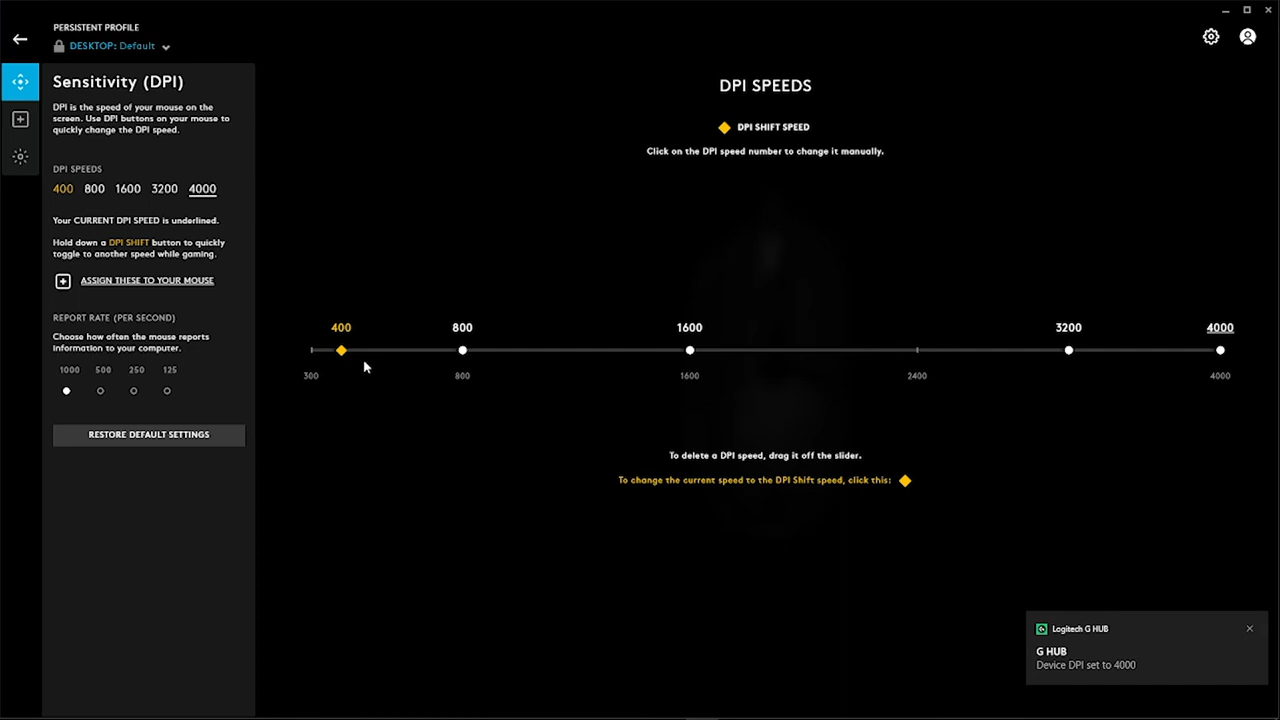 PERSISTENT PROFILE
DESKTOP: Default
Sensitivity (DPI)
DPI is the speed of your mouse on the
screen. Use DPI buttons on your mouse to
quickly change the DPI speed.
DPI SPEEDS
400 800 1600 3200 4000
Your CURRENT DPI SPEED is underlined.
Hold down a DPI SHIFT button to quickly
toggle to another speed while gaming.
ASSIGN THESE TO YOUR MOUSE
REPORT RATE (PER SECOND)
Choose how often the mouse reports
information to your computer.
1000 500 250 125
RESTORE DEFAULT SETTINGS
DPI SPEEDS
DPI SHIFT SPEED
Click on the DPI speed number to change it manually.
400 800 1600 3200 4000
300 800 1600 2400 4000
To delete a DPI speed, drag it off the slider.
To change the current speed to the DPI Shift speed, click this:
Logitech G HUB
G HUB
Device DPI set to 4000